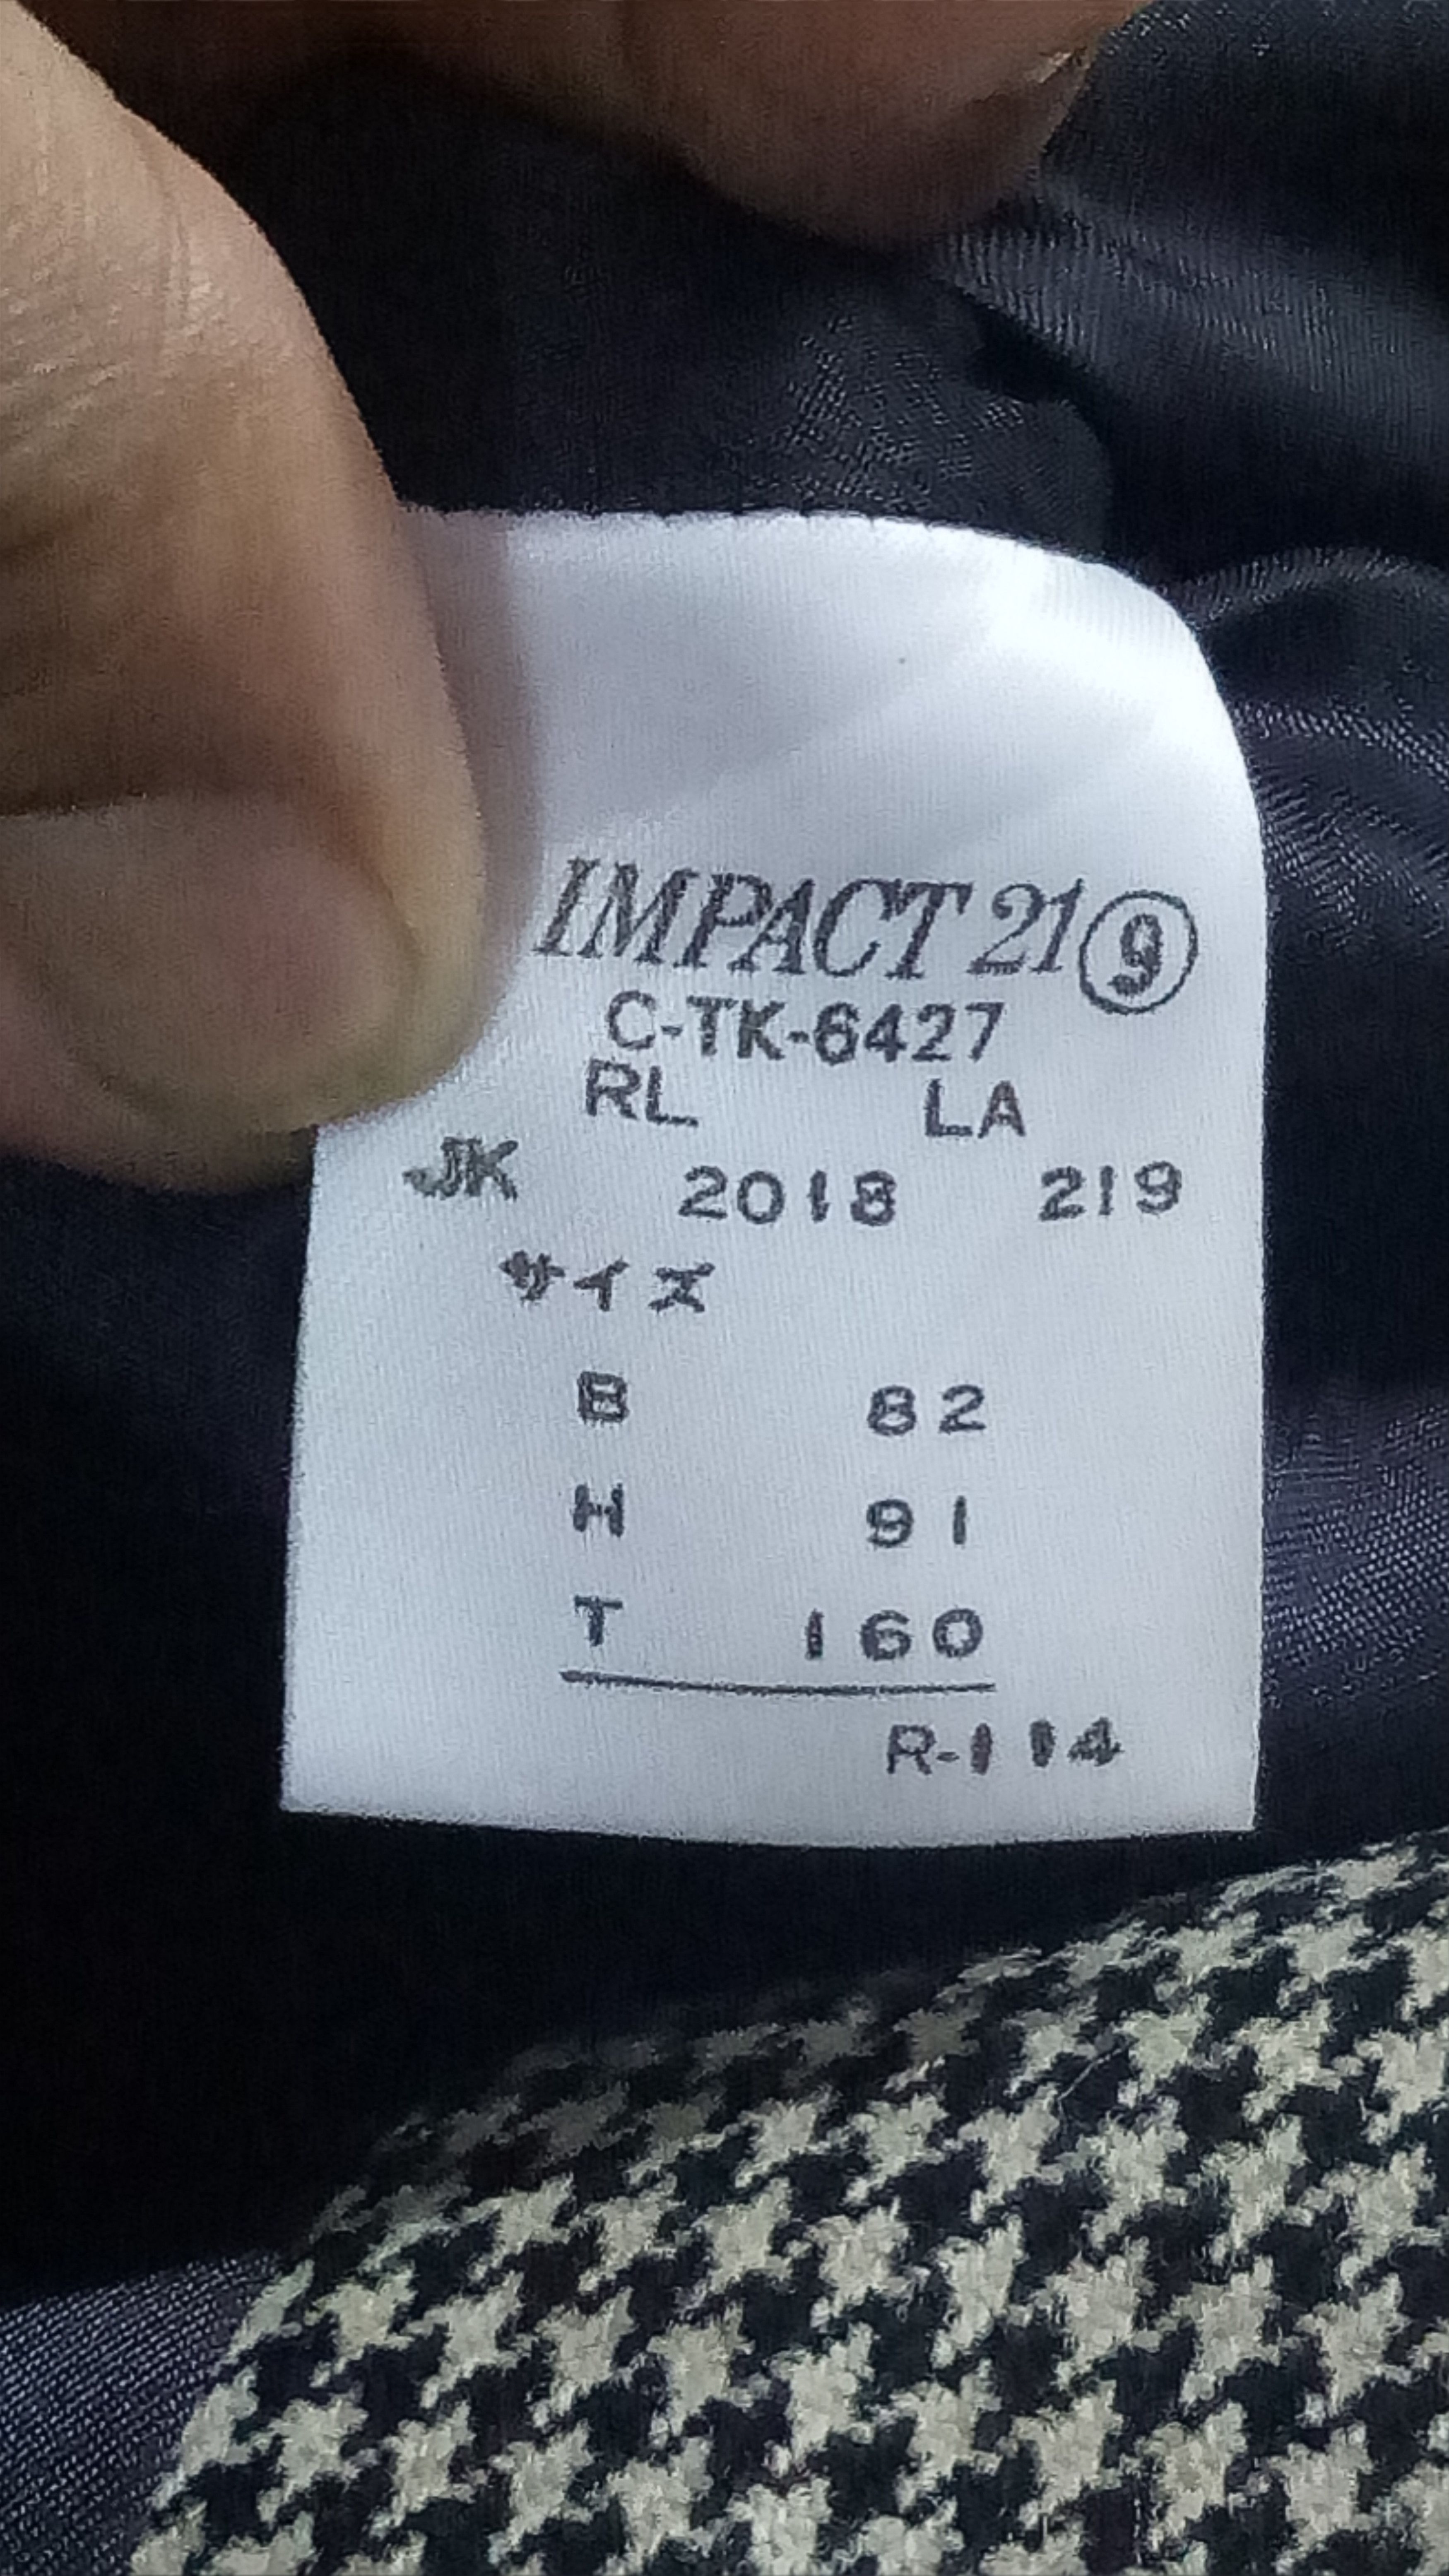 IMPACT 21 ⑨
C-TK-6427
RL LA
JK 2018 219
サイズ
B 82
H 91
T 160
R-114